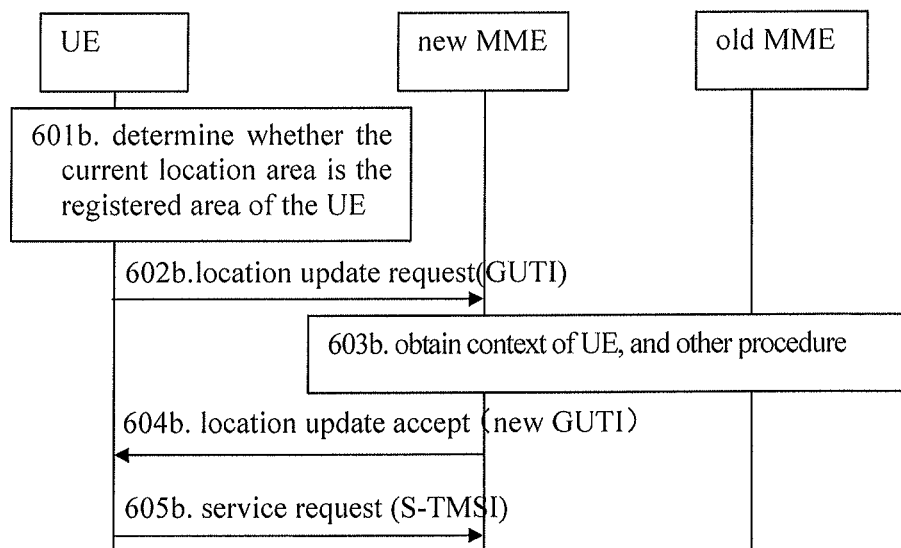 UE
new MME
old MME
601b. determine whether the
current location area is the
registered area of the UE
602b.location update request(GUTI)
603b. obtain context of UE, and other procedure
604b. location update accept（new GUTI）
605b. service request (S-TMSI)